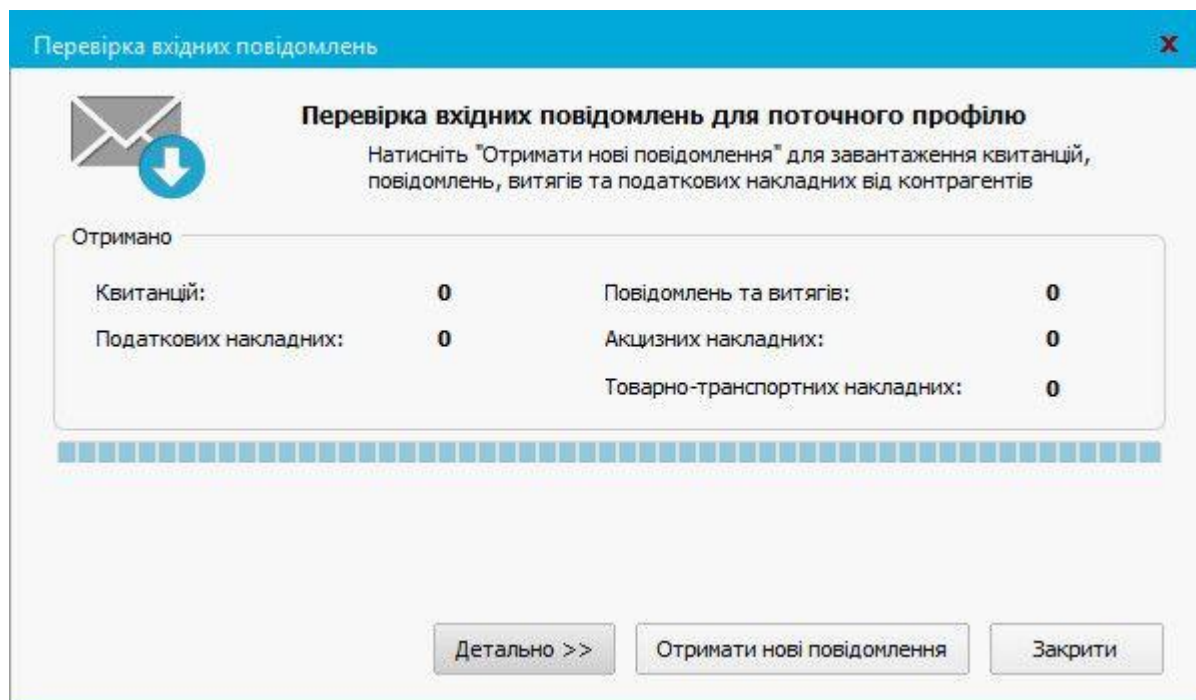 Перевірка вхідних повідомлень
x
Перевірка вхідних повідомлень для поточного профілю
Натисніть "Отримати нові повідомлення" для завантаження квитанцій,
повідомлень, витягів та податкових накладних від контрагентів
Отримано
Квитанцій: 0 Повідомлень та витягів: 0
Податкових накладних: 0 Акцизних накладних: 0
Товарно-транспортних накладних: 0
Детально >> Отримати нові повідомлення Закрити